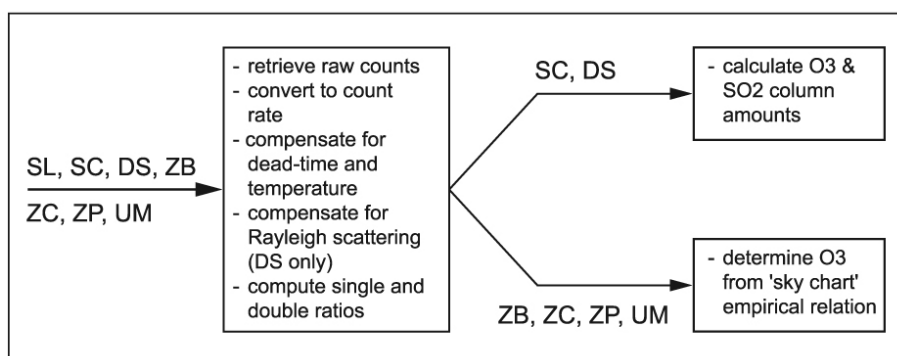 SL, SC, DS, ZB
ZC, ZP, UM
- retrieve raw counts
- convert to count
rate
- compensate for
dead-time and
temperature
- compensate for
Rayleigh scattering
(DS only)
- compute single and
double ratios
SC, DS
- calculate O3 &
SO2 column
amounts
ZB, ZC, ZP, UM
- determine O3
from 'sky chart'
empirical relation